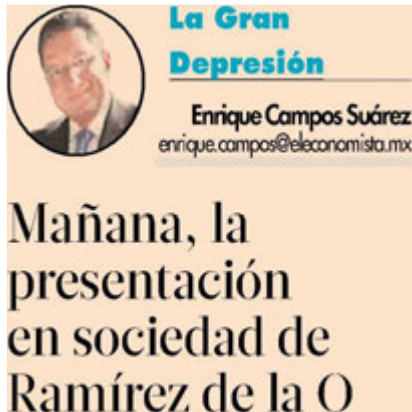 La Gran
Depresión
Enrique Campos Suárez
enrique.campos@eleconomista.mx
Mañana, la
presentación
en sociedad de
Ramírez de la O